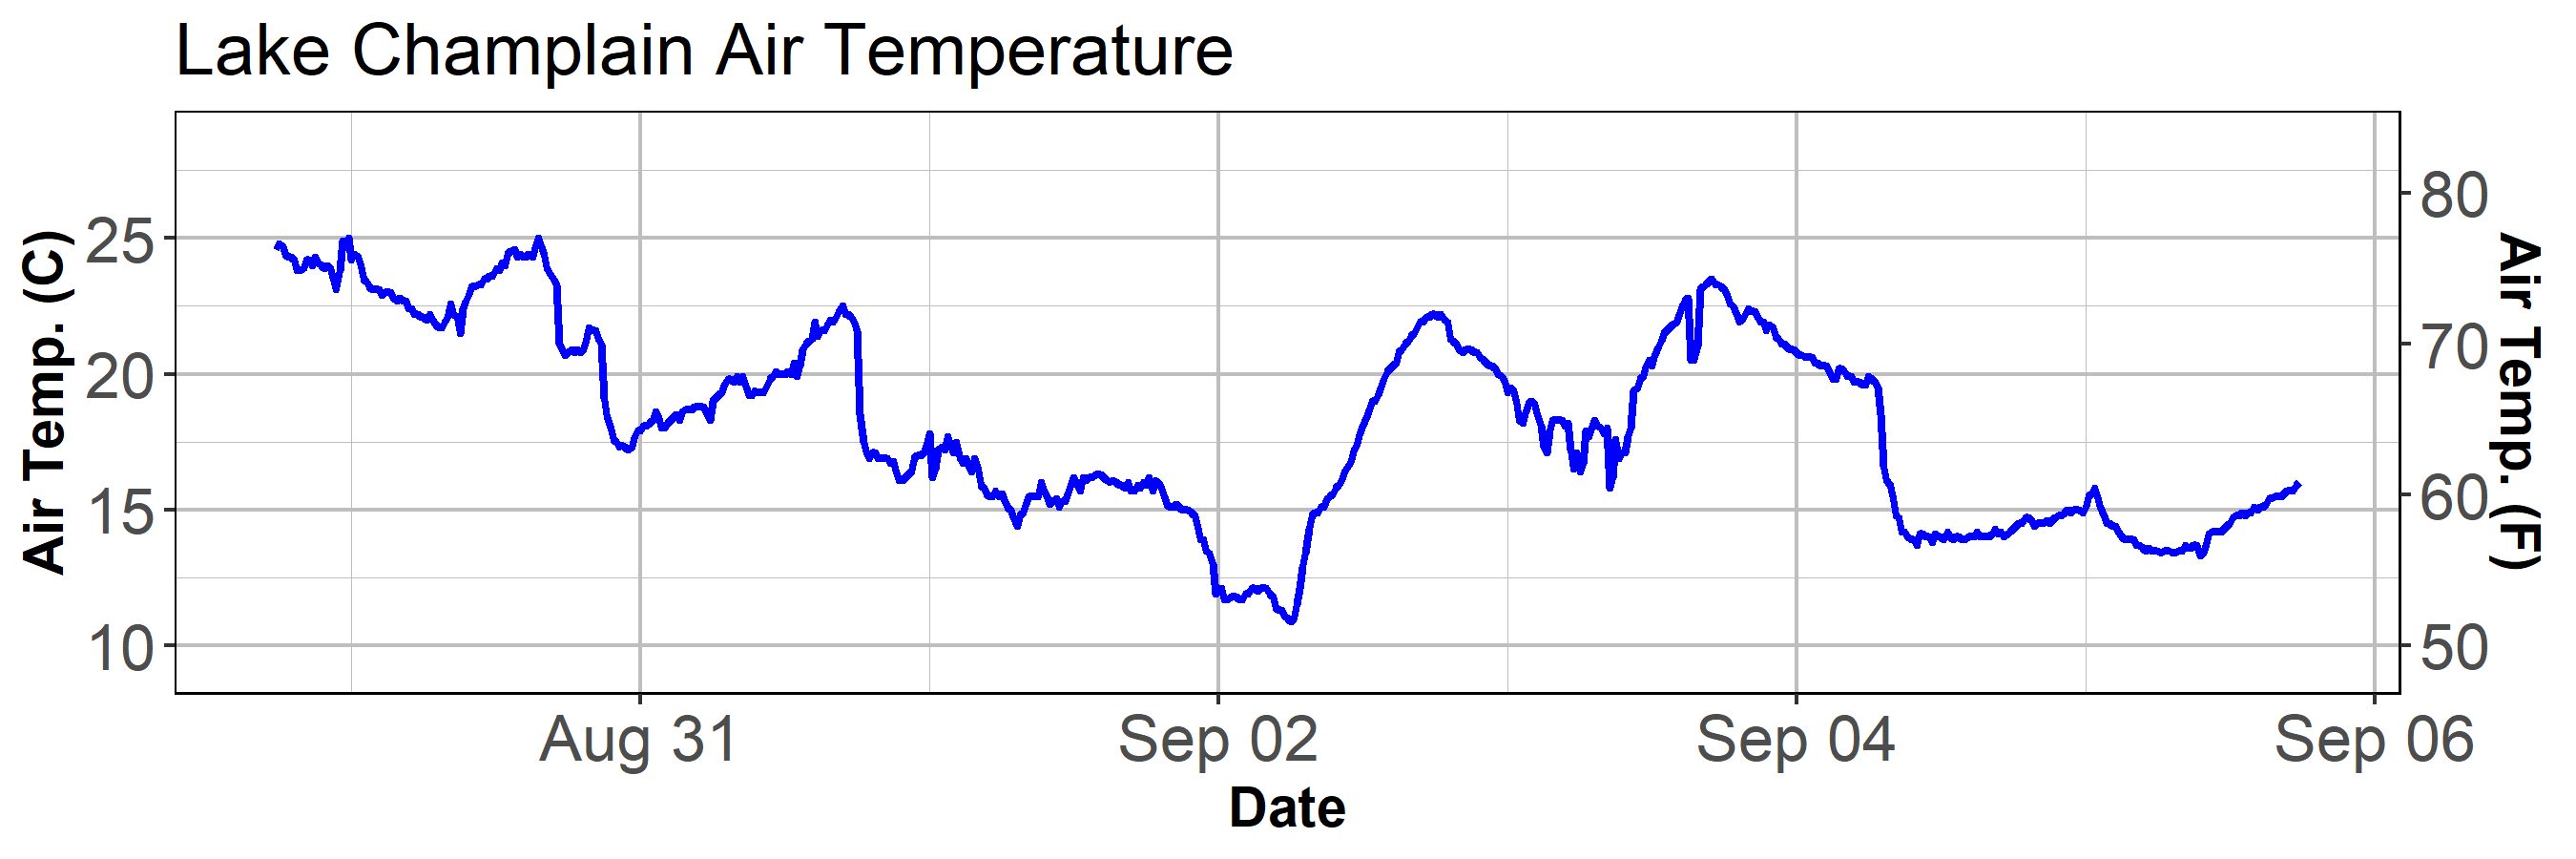 Lake Champlain Air Temperature
Air Temp. (C)
25
20
15
10
80
70
60
50
Air Temp. (F)
Aug 31
Sep 02
Sep 04
Sep 06
Date